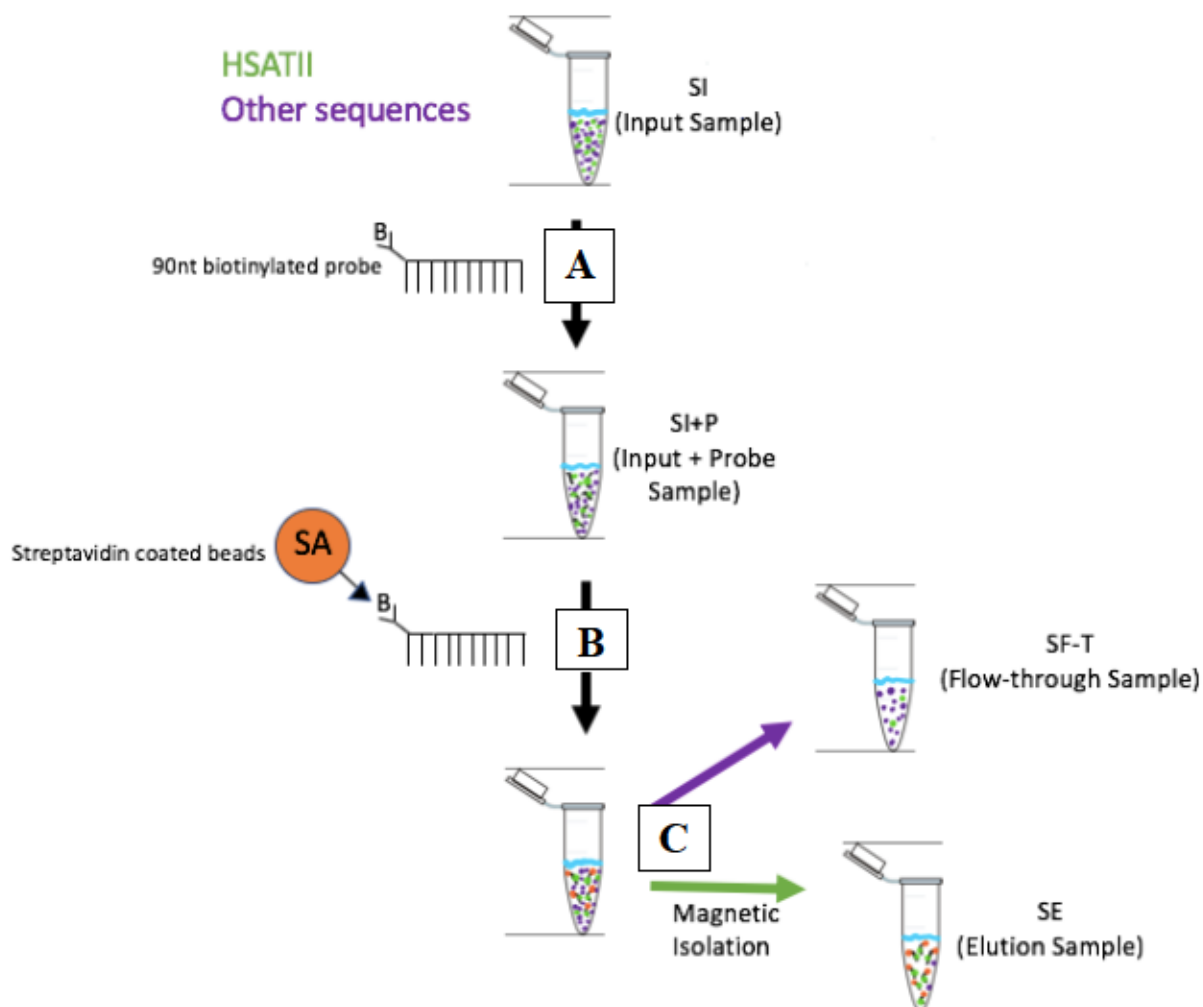 HSATII
Other sequences
SI
(Input Sample)
B
90nt biotinylated probe
A
SI+P
(Input + Probe
Sample)
Streptavidin coated beads
SA
B
B
SF-T
(Flow-through Sample)
C
Magnetic
Isolation
SE
(Elution Sample)